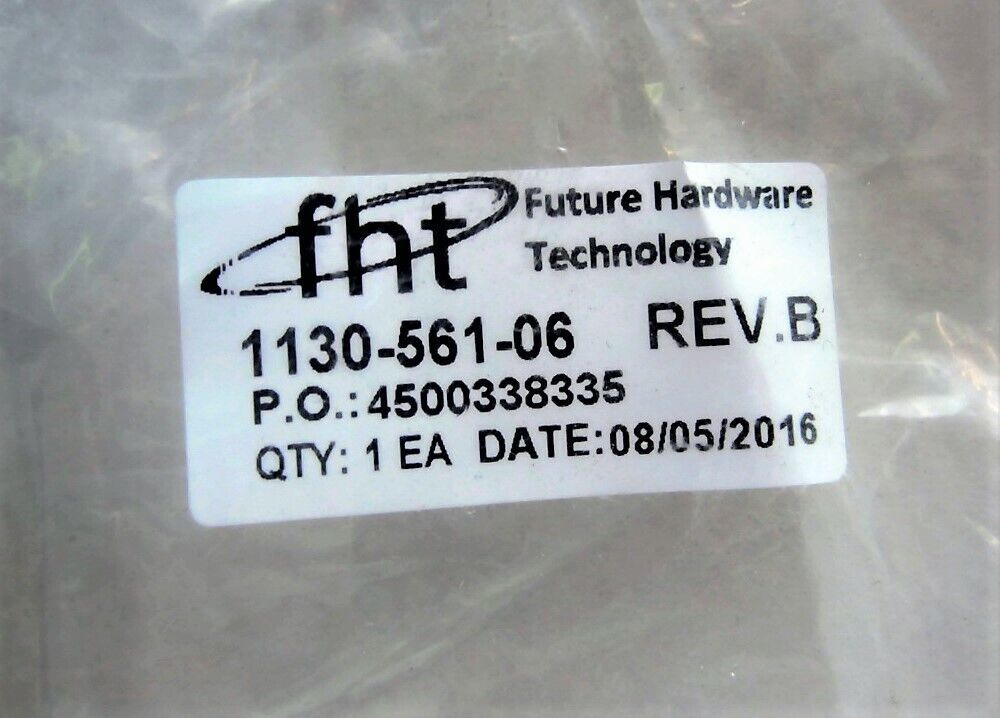 fht Future Hardware
Technology
1130-561-06 REV.B
P.O.:4500338335
QTY: 1 EA DATE:08/05/2016